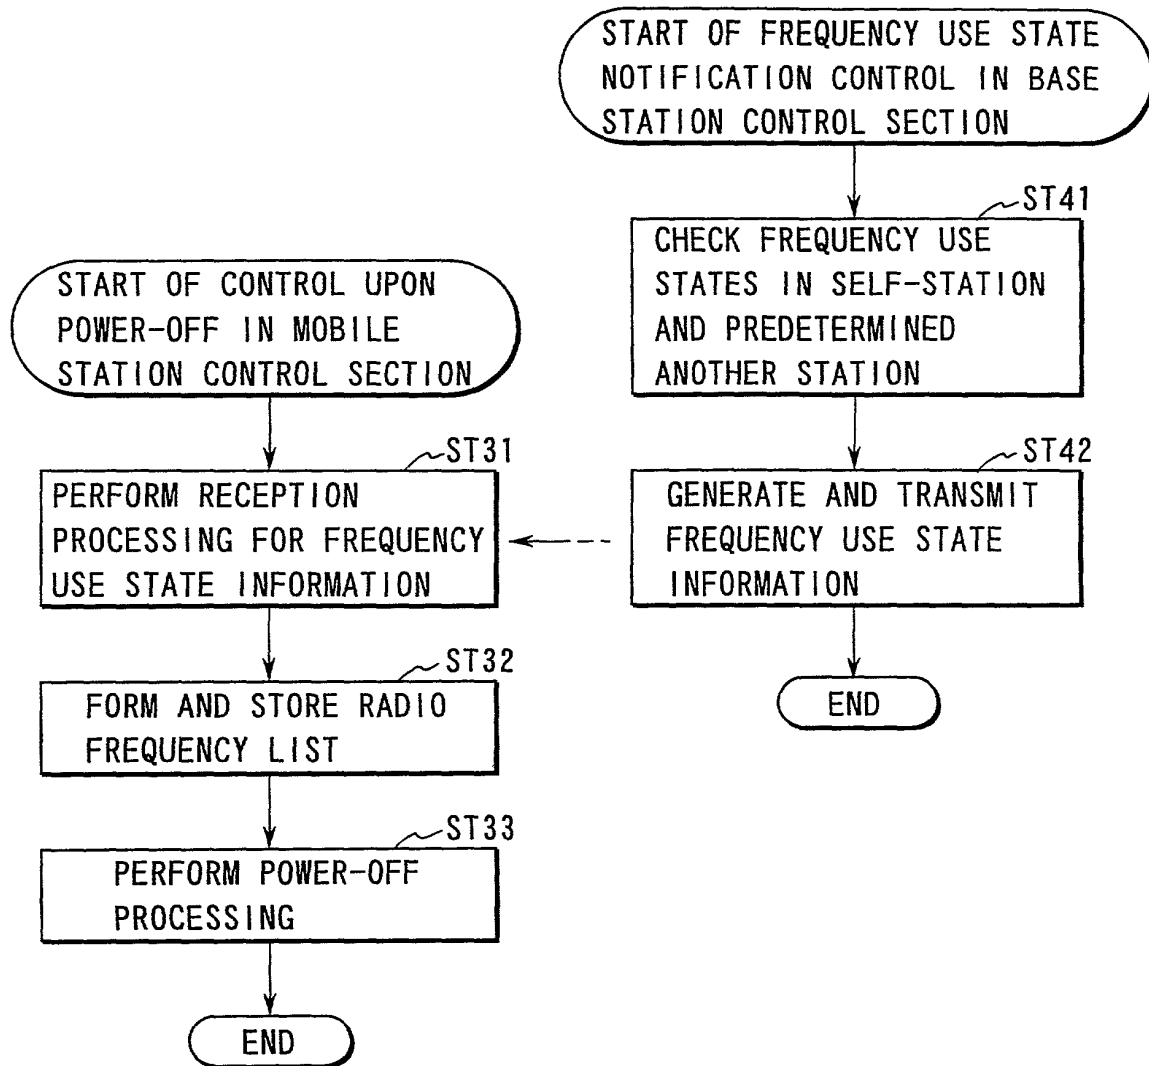 START OF FREQUENCY USE STATE
NOTIFICATION CONTROL IN BASE
STATION CONTROL SECTION
ST41
CHECK FREQUENCY USE
STATES IN SELF-STATION
AND PREDETERMINED
ANOTHER STATION
ST42
GENERATE AND TRANSMIT
FREQUENCY USE STATE
INFORMATION
END
START OF CONTROL UPON
POWER-OFF IN MOBILE
STATION CONTROL SECTION
ST31
PERFORM RECEPTION
PROCESSING FOR FREQUENCY
USE STATE INFORMATION
ST32
FORM AND STORE RADIO
FREQUENCY LIST
ST33
PERFORM POWER-OFF
PROCESSING
END